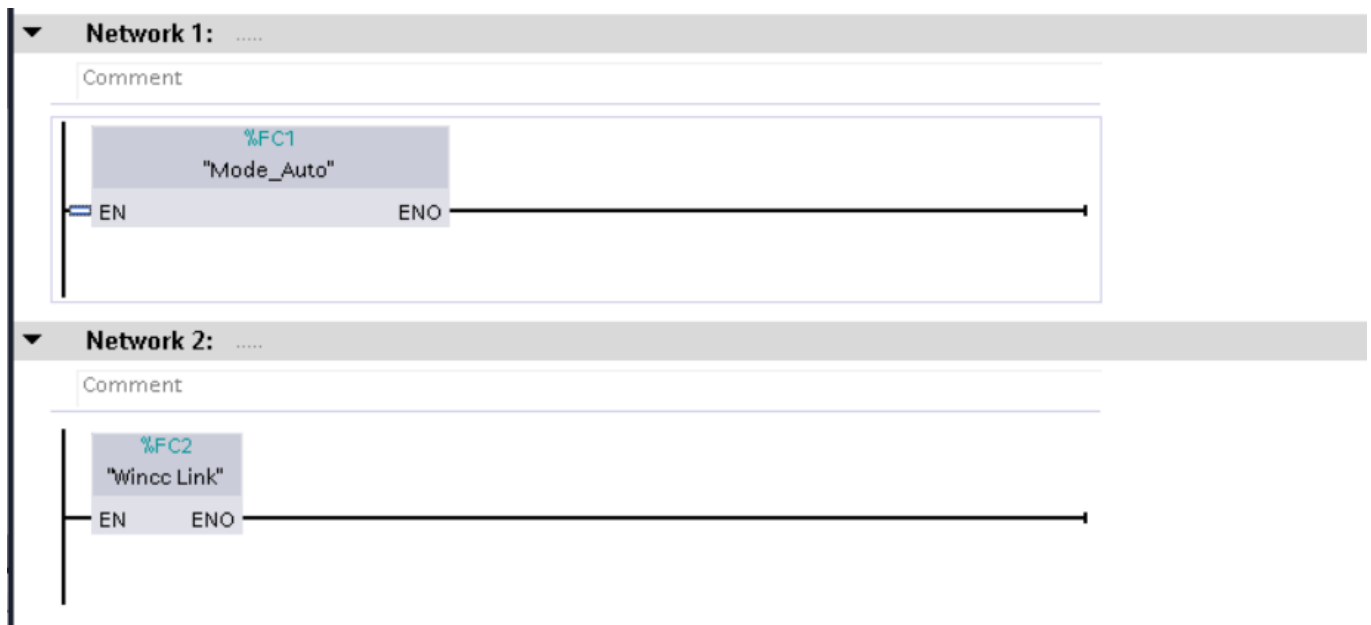 Network 1: .....
Comment
%FC1
"Mode_Auto"
EN ENO
Network 2: .....
Comment
%FC2
"Wincc Link"
EN ENO